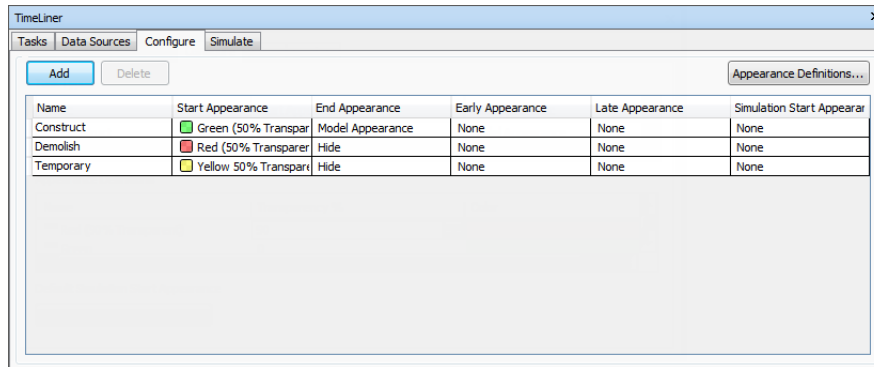 TimeLiner
Tasks Data Sources Configure Simulate
Add Delete Appearance Definitions...
Name Start Appearance End Appearance Early Appearance Late Appearance Simulation Start Appearar
Construct Green (50% Transpar Model Appearance None None None
Demolish Red (50% Transparer Hide None None None
Temporary Yellow 50% Transpare Hide None None None